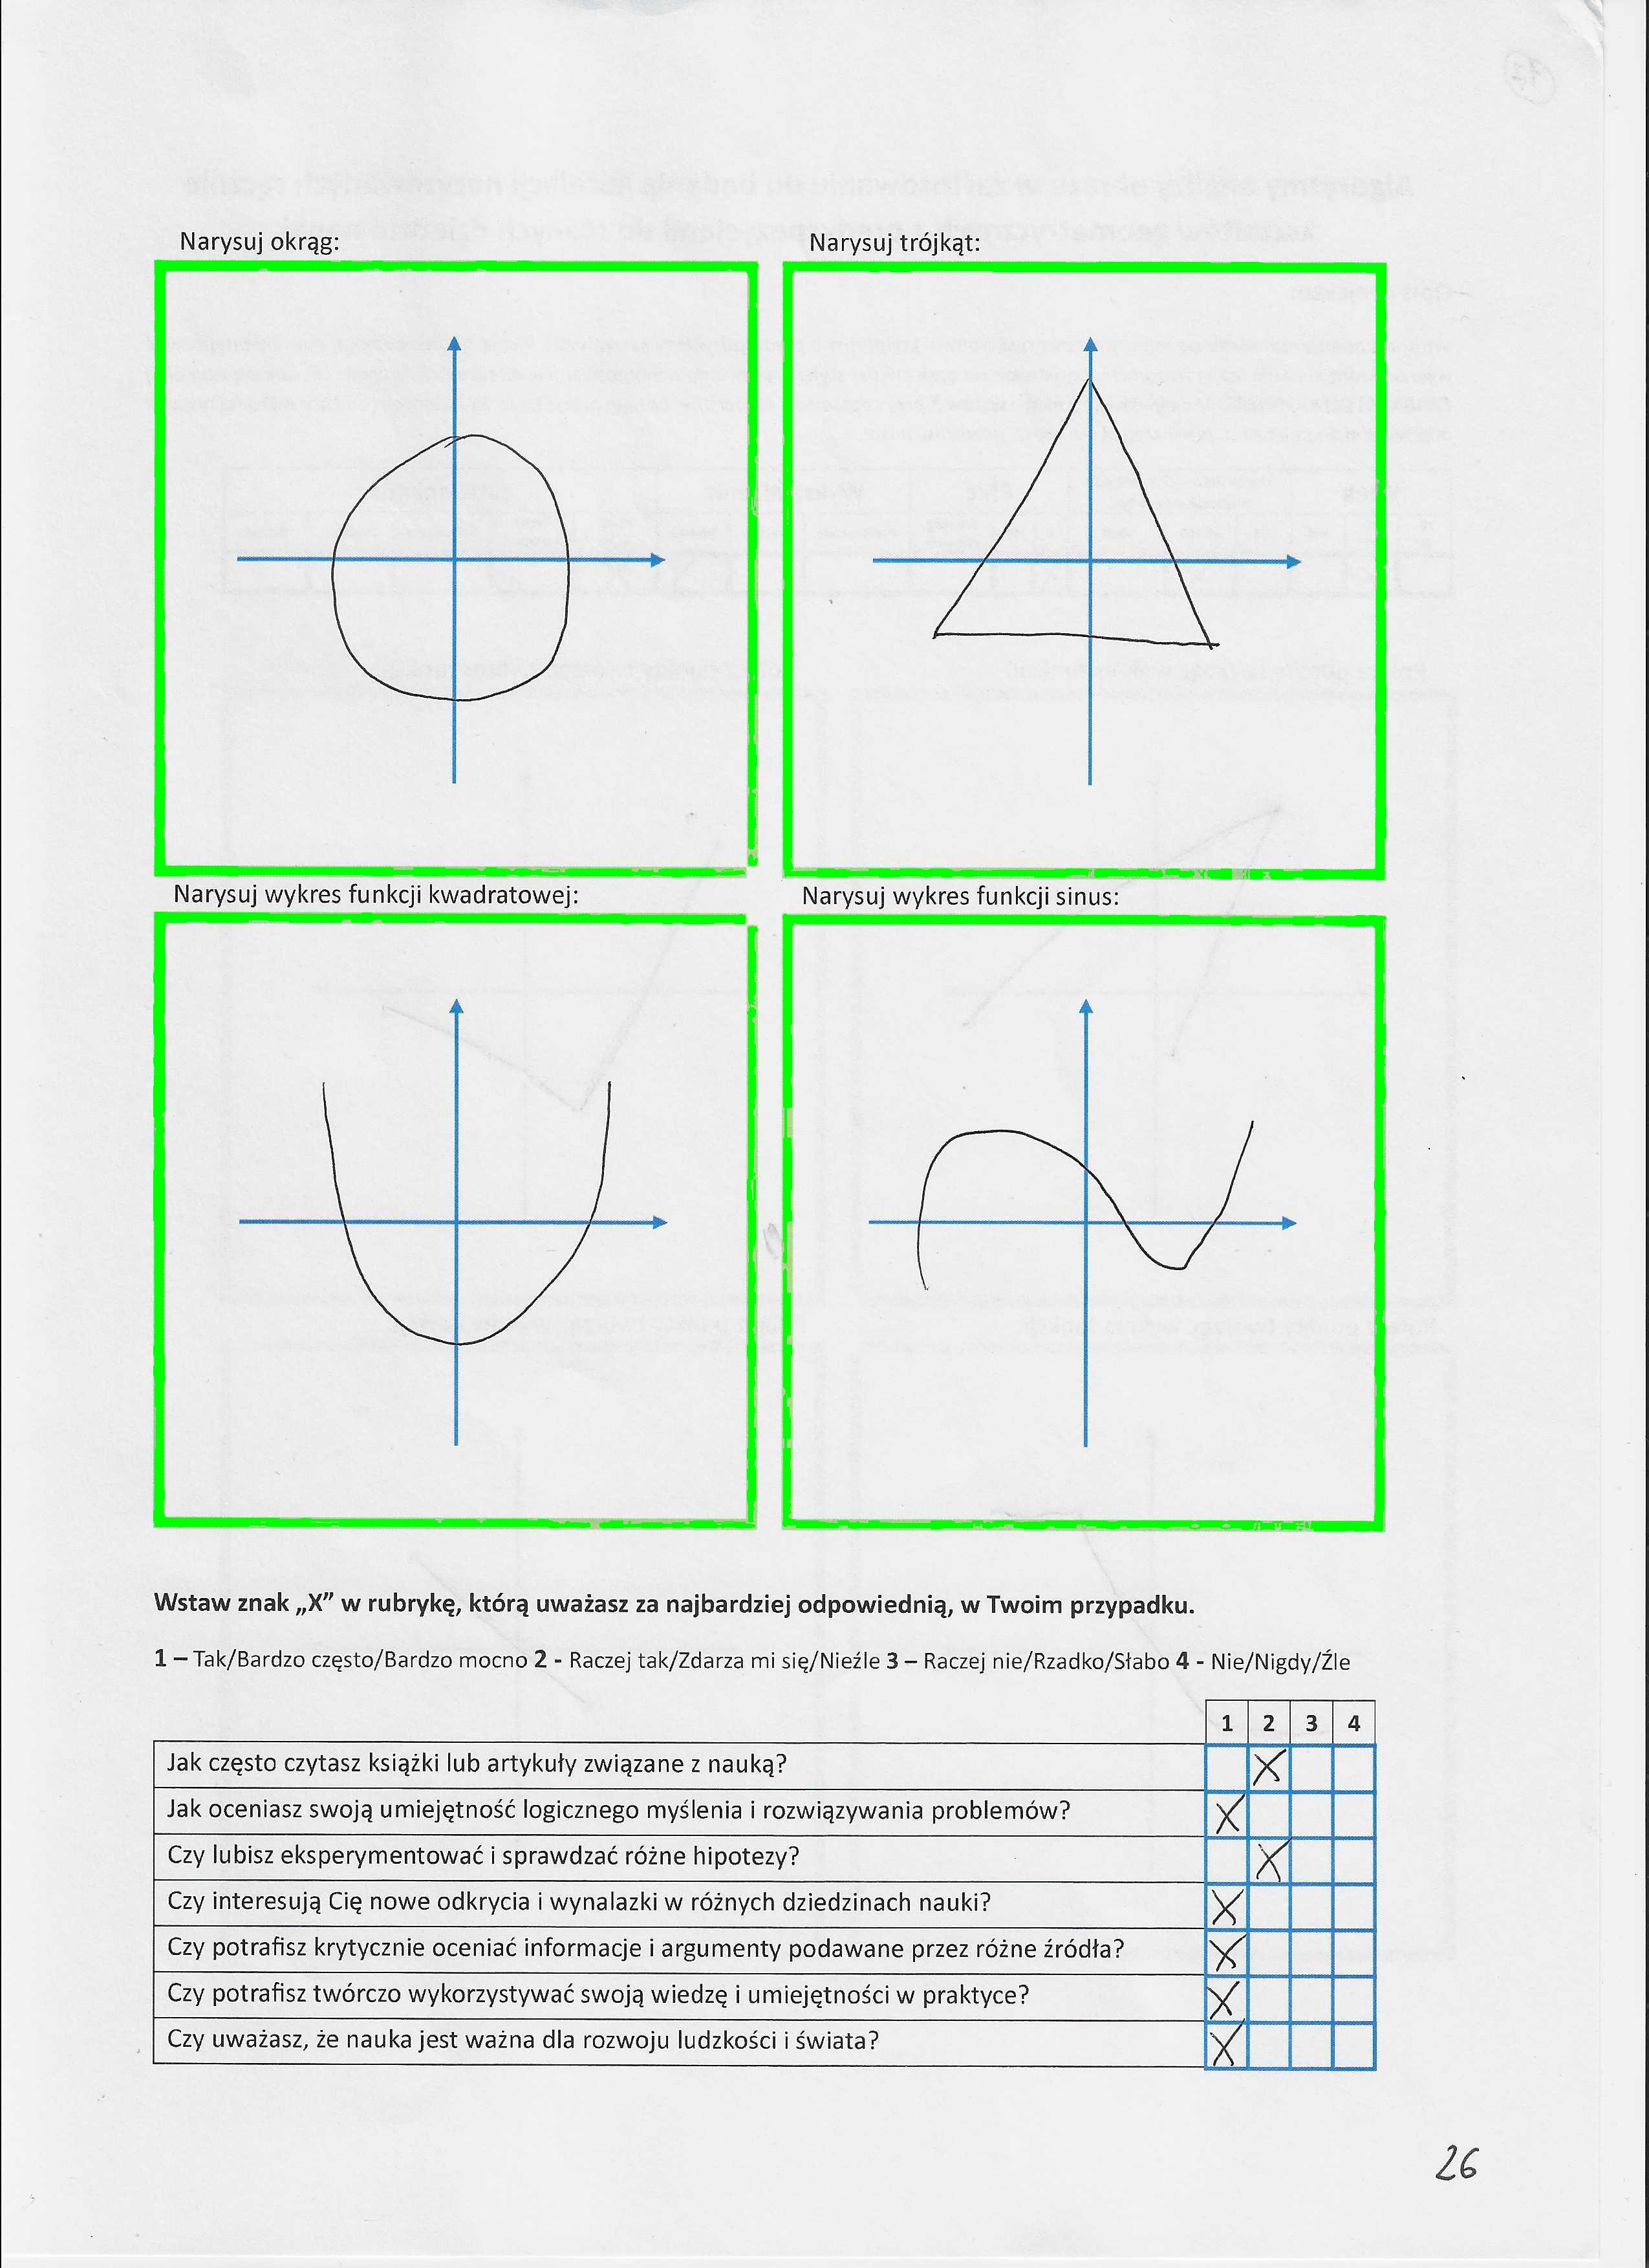 Narysuj okrąg:
Narysuj trójkąt:
Narysuj wykres funkcji kwadratowej:
Narysuj wykres funkcji sinus:
Wstaw znak „X” w rubrykę, którą uważasz za najbardziej odpowiednią, w Twoim przypadku.
1 – Tak/Bardzo często/Bardzo mocno 2 - Raczej tak/Zdarza mi się/Nieźle 3 – Raczej nie/Rzadko/Słabo 4 - Nie/Nigdy/Źle
1 2 3 4
Jak często czytasz książki lub artykuły związane z nauką? X
Jak oceniasz swoją umiejętność logicznego myślenia i rozwiązywania problemów? X
Czy lubisz eksperymentować i sprawdzać różne hipotezy? X
Czy interesują Cię nowe odkrycia i wynalazki w różnych dziedzinach nauki? X
Czy potrafisz krytycznie oceniać informacje i argumenty podawane przez różne źródła? X
Czy potrafisz twórczo wykorzystywać swoją wiedzę i umiejętności w praktyce? X
Czy uważasz, że nauka jest ważna dla rozwoju ludzkości i świata? X
26